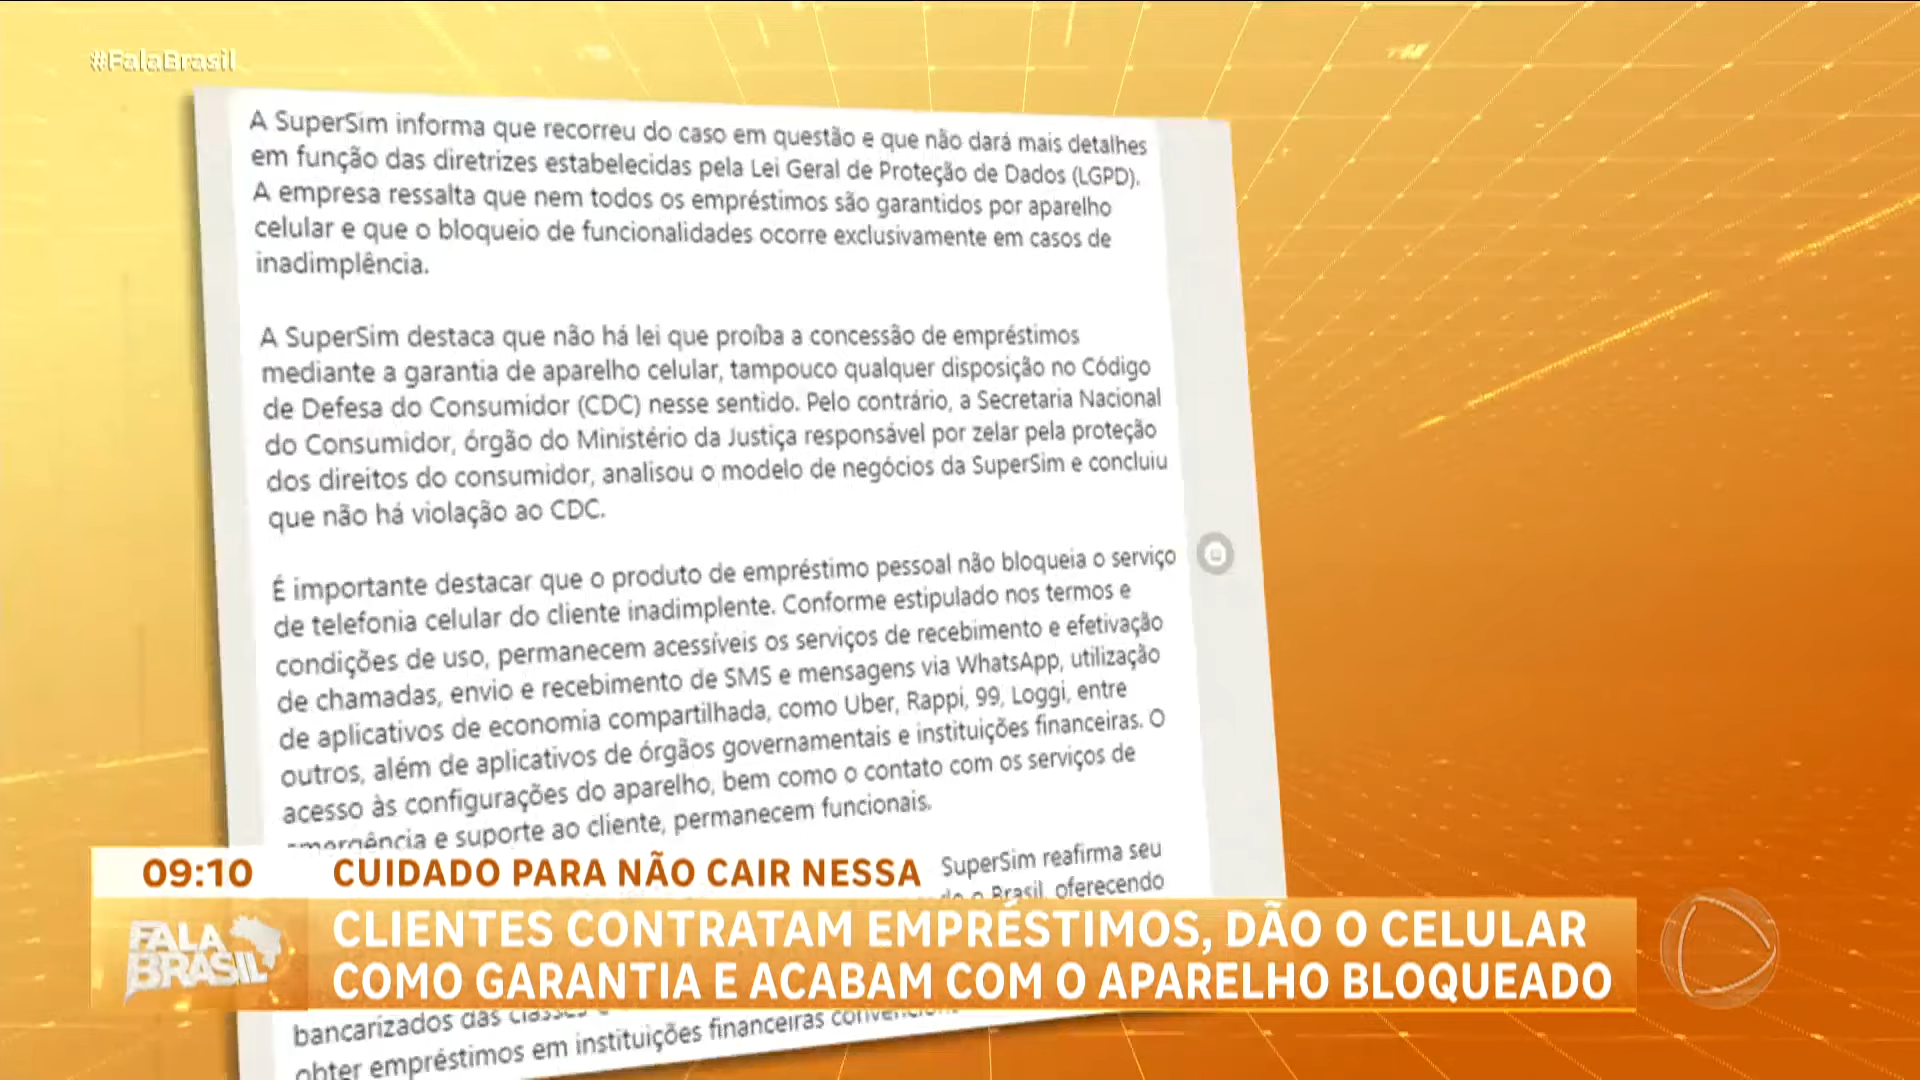 #FalaBrasil
A SuperSim informa que recorreu do caso em questão e que não dará mais detalhes
em função das diretrizes estabelecidas pela Lei Geral de Proteção de Dados (LGPD).
A empresa ressalta que nem todos os empréstimos são garantidos por aparelho
celular e que o bloqueio de funcionalidades ocorre exclusivamente em casos de
inadimplência.
A SuperSim destaca que não há lei que proíba a concessão de empréstimos
mediante a garantia de aparelho celular, tampouco qualquer disposição no Código
de Defesa do Consumidor (CDC) nesse sentido. Pelo contrário, a Secretaria Nacional
do Consumidor, órgão do Ministério da Justiça responsável por zelar pela proteção
dos direitos do consumidor, analisou o modelo de negócios da SuperSim e concluiu
que não há violação ao CDC.
É importante destacar que o produto de empréstimo pessoal não bloqueia o serviço
de telefonia celular do cliente inadimplente. Conforme estipulado nos termos e
condições de uso, permanecem acessíveis os serviços de recebimento e efetivação
de chamadas, envio e recebimento de SMS e mensagens via WhatsApp, utilização
de aplicativos de economia compartilhada, como Uber, Rappi, 99, Loggi, entre
outros, além de aplicativos de órgãos governamentais e instituições financeiras. O
acesso às configurações do aparelho, bem como o contato com os serviços de
emergência e suporte ao cliente, permanecem funcionais.
SuperSim reafirma seu
o Brasil, oferecendo
09:10 CUIDADO PARA NÃO CAIR NESSA
FALA BRASIL
CLIENTES CONTRATAM EMPRÉSTIMOS, DÃO O CELULAR
COMO GARANTIA E ACABAM COM O APARELHO BLOQUEADO
bancarizados das
obter empréstimos em instituições financeiras